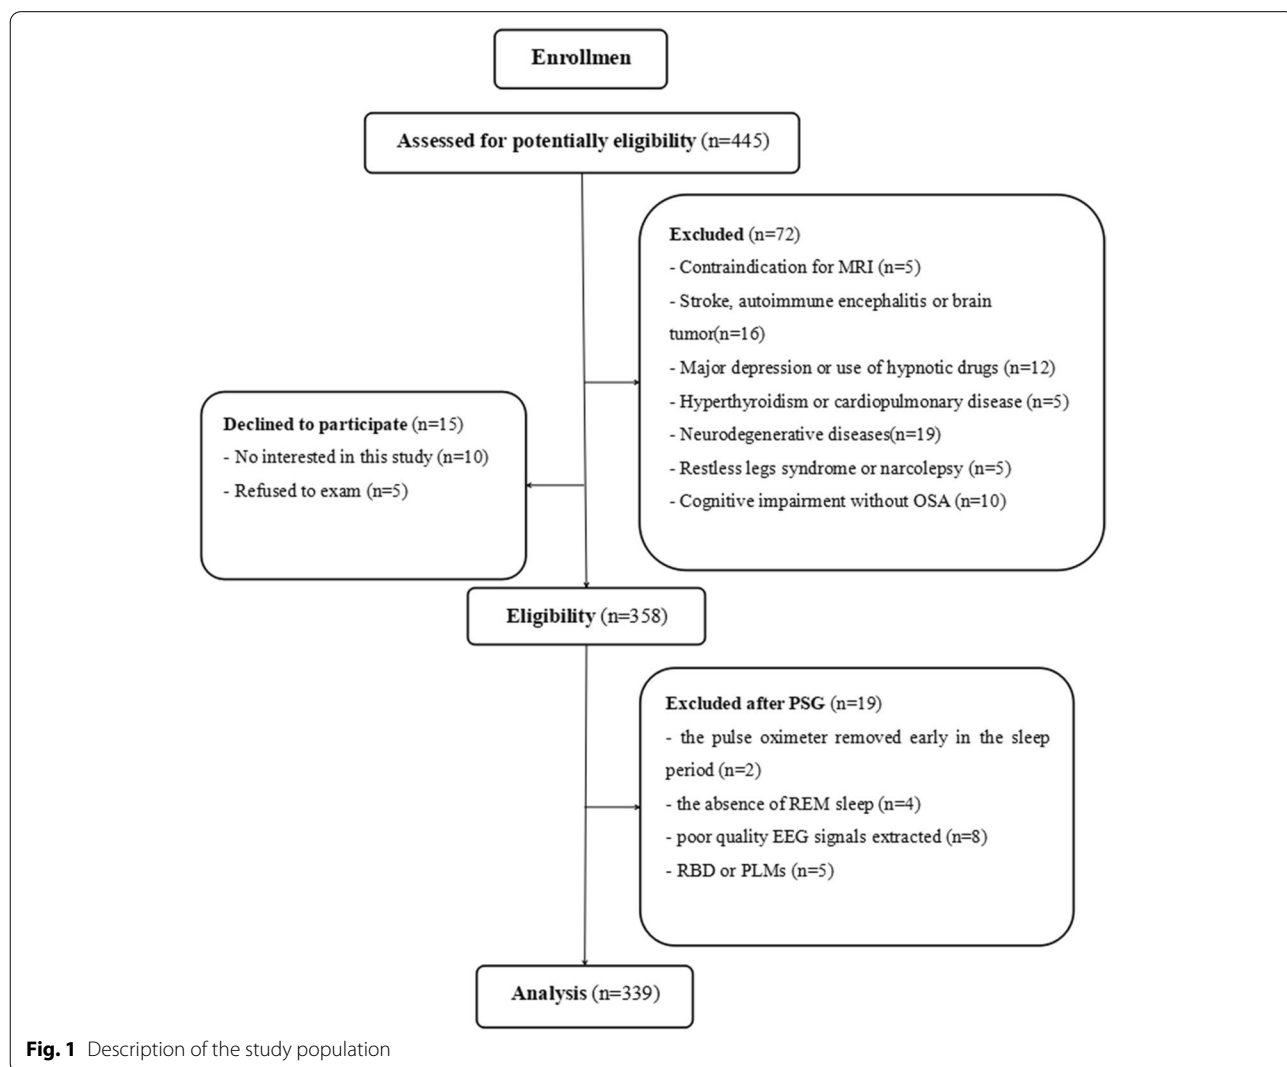 Enrollmen
Assessed for potentially eligibility (n=445)
Excluded (n=72)
- Contraindication for MRI (n=5)
- Stroke, autoimmune encephalitis or brain
tumor(n=16)
- Major depression or use of hypnotic drugs (n=12)
- Hyperthyroidism or cardiopulmonary disease (n=5)
- Neurodegenerative diseases(n=19)
- Restless legs syndrome or narcolepsy (n=5)
- Cognitive impairment without OSA (n=10)
Declined to participate (n=15)
- No interested in this study (n=10)
- Refused to exam (n=5)
Eligibility (n=358)
Excluded after PSG (n=19)
- the pulse oximeter removed early in the sleep
period (n=2)
- the absence of REM sleep (n=4)
- poor quality EEG signals extracted (n=8)
- RBD or PLMs (n=5)
Analysis (n=339)
Fig. 1 Description of the study population